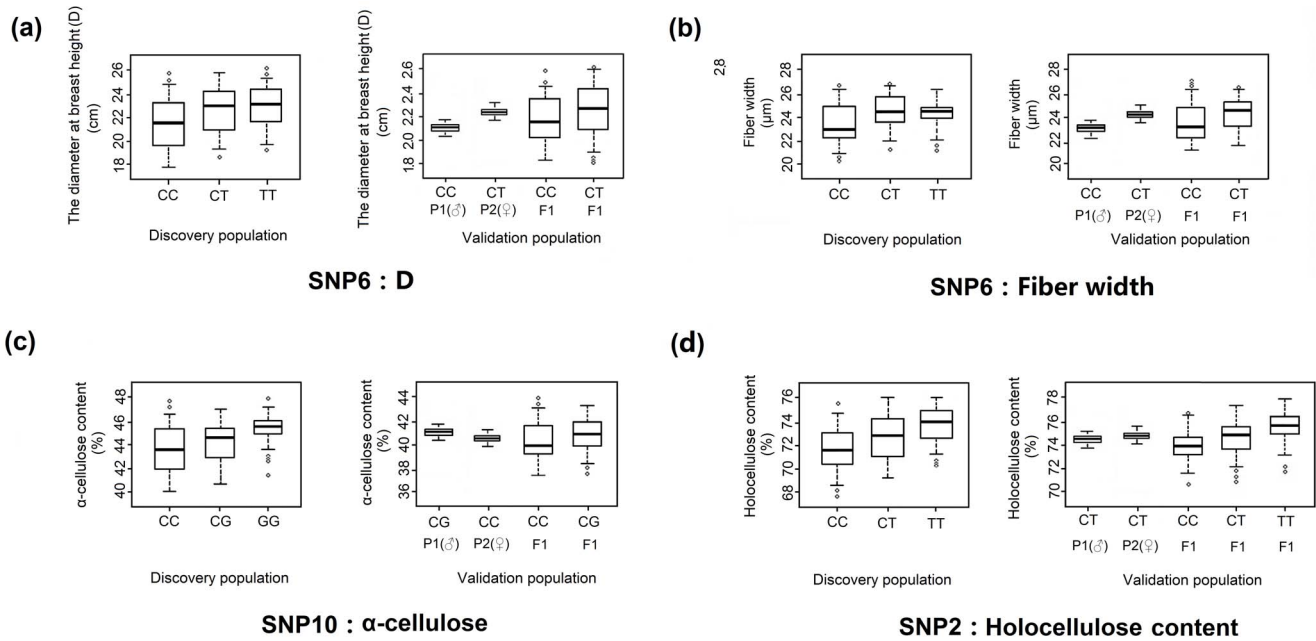 (a)
The diameter at breast height (D)
(cm)
18 20 22 24 26
CC CT TT
Discovery population
The diameter at breast height (D)
(cm)
1.8 2.0 2.2 2.4 2.6
CC CT CC CT
P1(♂) P2(♀) F1 F1
Validation population
SNP6：D
(b)
2.8
Fiber width
(μm)
20 22 24 26 28
CC CT TT
Discovery population
Fiber width
(μm)
20 22 24 26 28
CC CT CC CT
P1(♂) P2(♀) F1 F1
Validation population
SNP6：Fiber width
(c)
α-cellulose content
(%)
40 42 44 46 48
CC CG GG
Discovery population
α-cellulose content
(%)
36 38 40 42 44
CG CC CC CG
P1(♂) P2(♀) F1 F1
Validation population
SNP10：α-cellulose
(d)
Holocellulose content
(%)
68 70 72 74 76
CC CT TT
Discovery population
Holocellulose content
(%)
70 72 74 76 78
CT CT CC CT TT
P1(♂) P2(♀) F1 F1 F1
Validation population
SNP2：Holocellulose content